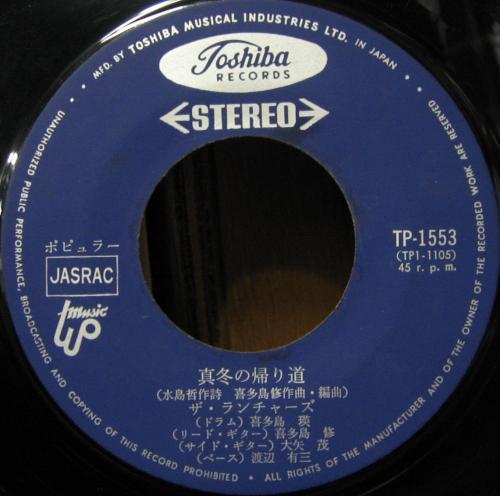 MFD. BY TOSHIBA MUSICAL INDUSTRIES LTD. IN JAPAN
Toshiba
RECORDS
STEREO
TP-1553
(TP1-1105)
45 r.p.m.
ポピュラー
JASRAC
music
UP
真冬の帰り道
(水島哲作詩 喜多島修作曲・編曲)
ザ・ランチャーズ
(ドラム)喜多島 瑛
(リード・ギター)喜多島 修
(サイド・ギター)大矢 茂
(ベース)渡辺 有三
UNAUTHORIZED PUBLIC PERFORMANCE, BROADCASTING AND COPYING OF THIS RECORD PROHIBITED • ALL RIGHTS OF THE MANUFACTURER AND OF THE OWNER OF THE RECORDED WORK ARE RESERVED